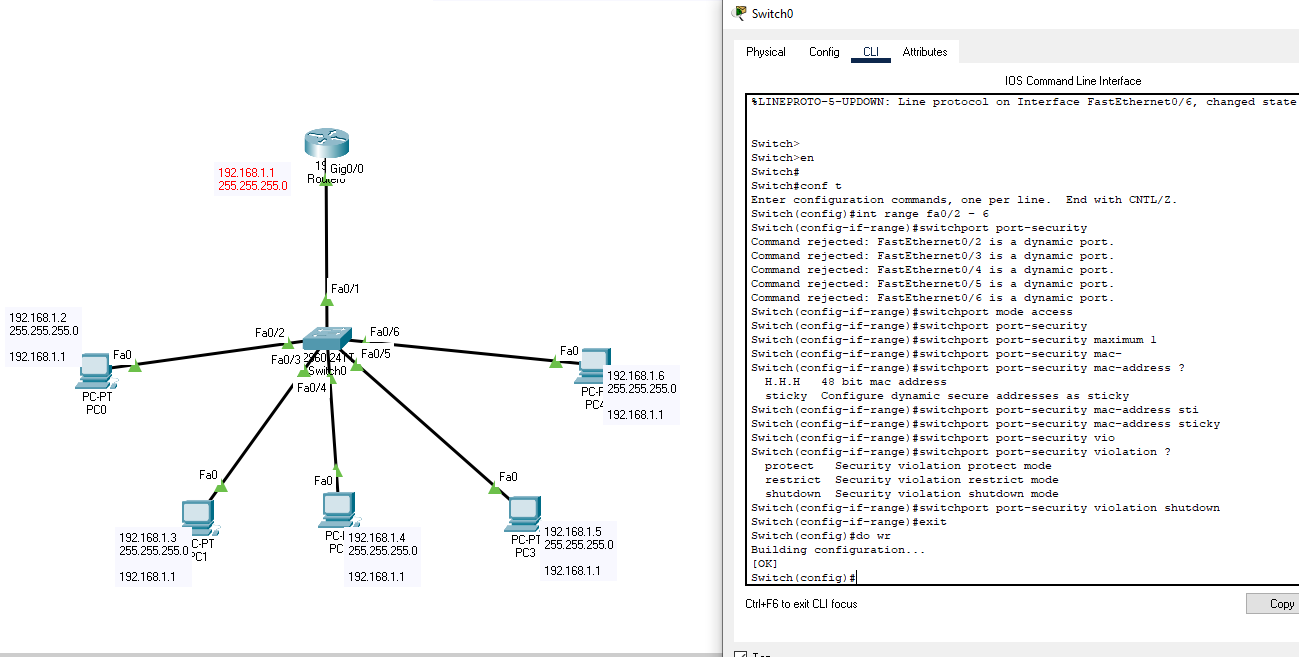 192.168.1.1
255.255.255.0
Gig0/0
Fa0/1
192.168.1.2
255.255.255.0
192.168.1.1
Fa0
PC-PT
PC0
Fa0/2
Fa0/3
Fa0/4
Fa0/5
Fa0/6
Switch0
Fa0
192.168.1.6
255.255.255.0
192.168.1.1
Fa0
192.168.1.3
255.255.255.0
192.168.1.1
PC1
Fa0
192.168.1.4
255.255.255.0
192.168.1.1
Fa0
PC-PT
PC3
192.168.1.5
255.255.255.0
192.168.1.1
Switch0
Physical Config CLI Attributes
IOS Command Line Interface
%LINEPROTO-5-UPDOWN: Line protocol on Interface FastEthernet0/6, changed state
Switch>
Switch>en
Switch#
Switch#conf t
Enter configuration commands, one per line.  End with CNTL/Z.
Switch(config)#int range fa0/2 - 6
Switch(config-if-range)#switchport port-security
Command rejected: FastEthernet0/2 is a dynamic port.
Command rejected: FastEthernet0/3 is a dynamic port.
Command rejected: FastEthernet0/4 is a dynamic port.
Command rejected: FastEthernet0/5 is a dynamic port.
Command rejected: FastEthernet0/6 is a dynamic port.
Switch(config-if-range)#switchport mode access
Switch(config-if-range)#switchport port-security
Switch(config-if-range)#switchport port-security maximum 1
Switch(config-if-range)#switchport port-security mac-
Switch(config-if-range)#switchport port-security mac-address ?
  H.H.H   48 bit mac address
  sticky  Configure dynamic secure addresses as sticky
Switch(config-if-range)#switchport port-security mac-address sti
Switch(config-if-range)#switchport port-security mac-address sticky
Switch(config-if-range)#switchport port-security vio
Switch(config-if-range)#switchport port-security violation ?
  protect   Security violation protect mode
  restrict  Security violation restrict mode
  shutdown  Security violation shutdown mode
Switch(config-if-range)#switchport port-security violation shutdown
Switch(config-if-range)#exit
Switch(config)#do wr
Building configuration...
[OK]
Switch(config)#
Ctrl+F6 to exit CLI focus
Copy